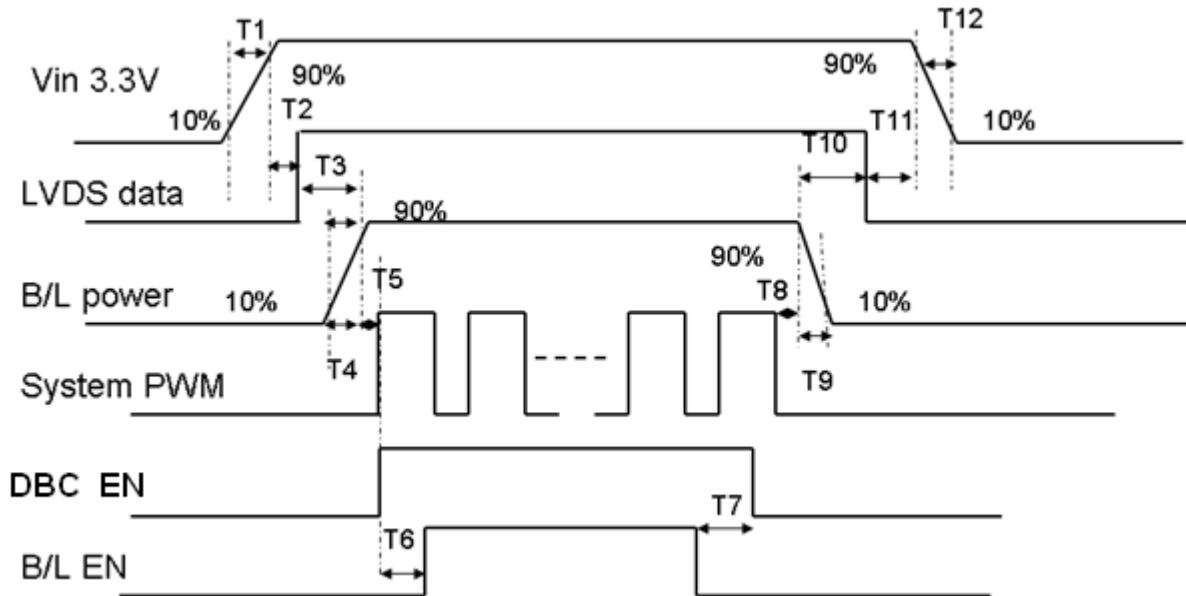 T1
T12
Vin 3.3V
90%
90%
10%
T2
T11
10%
T10
T3
LVDS data
90%
90%
B/L power
10%
T5
T8
10%
T4
T9
System PWM
DBC EN
T7
T6
B/L EN